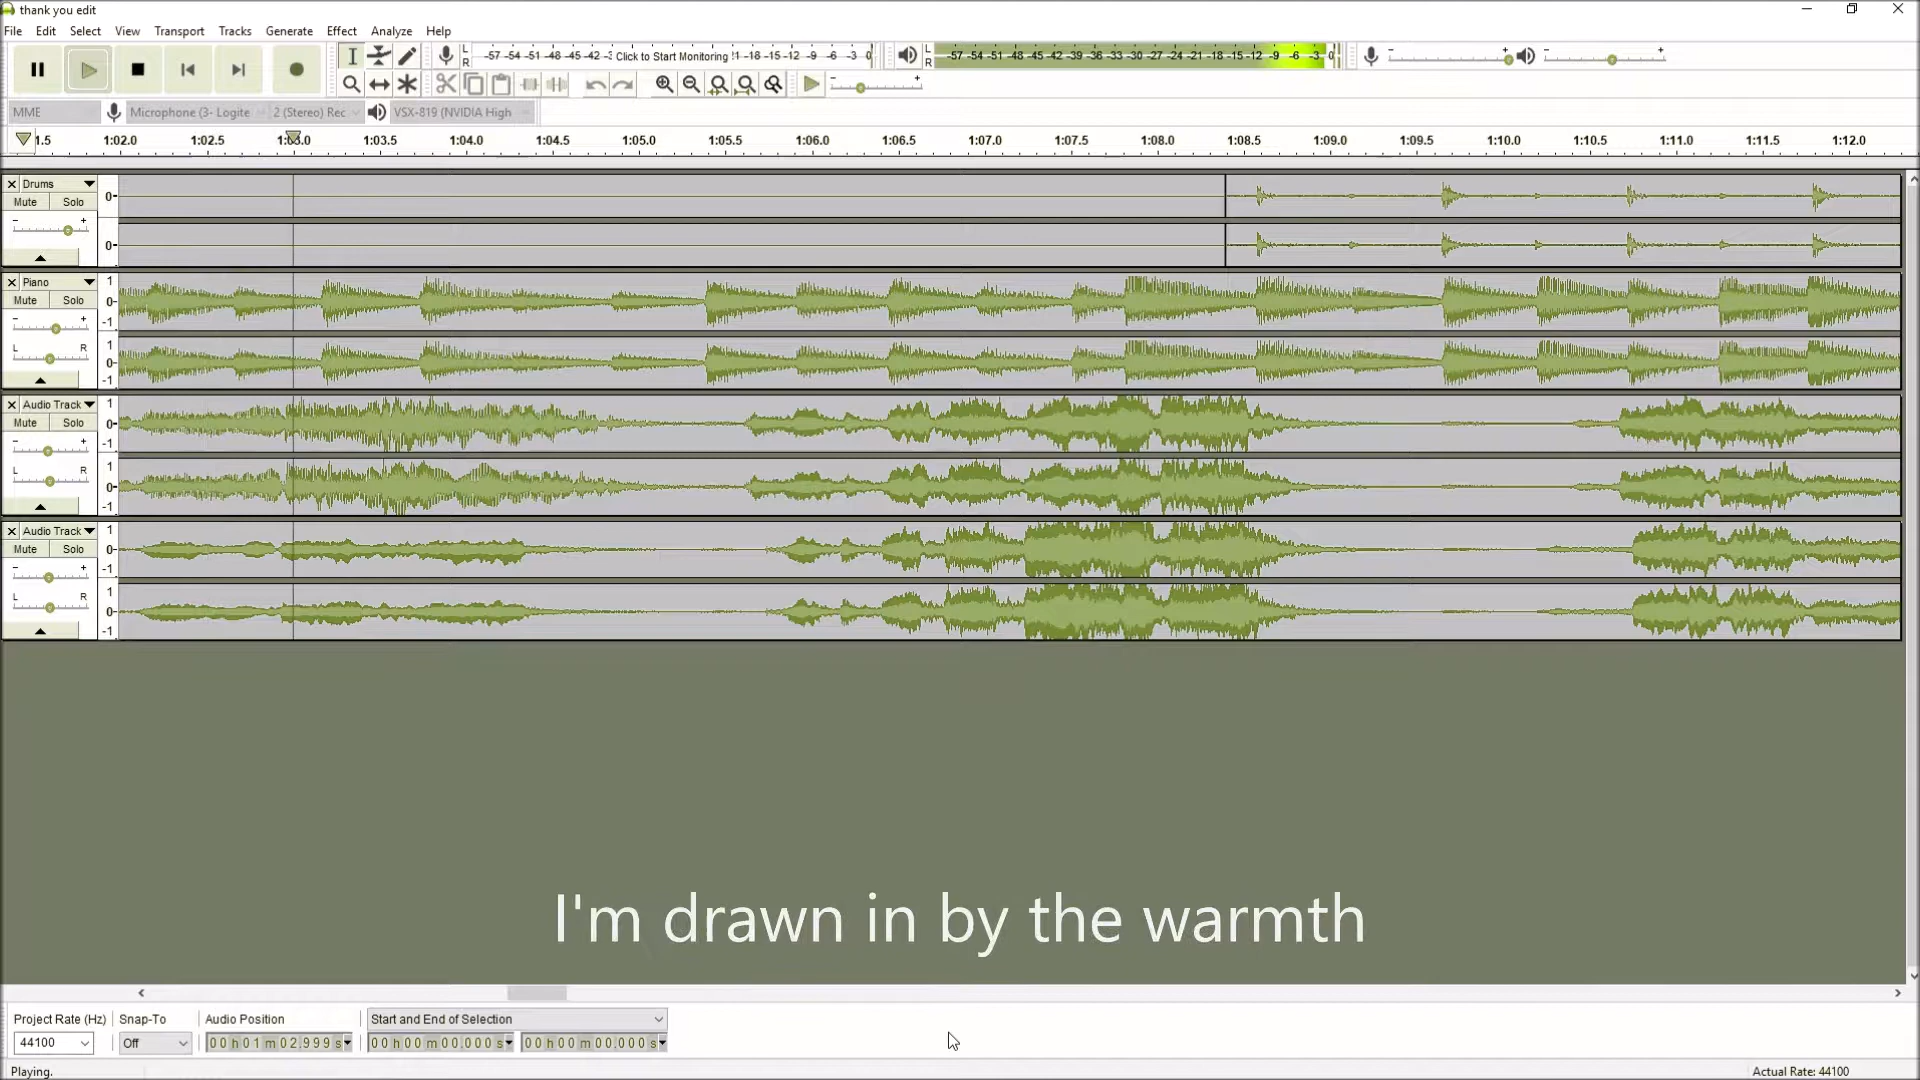 thank you edit
File Edit Select View Transport Tracks Generate Effect Analyze Help
L R -57 -54 -51 -48 -45 -42 -3 Click to Start Monitoring !1 -18 -15 -12 -9 -6 -3 0
L R -57 -54 -51 -48 -45 -42 -39 -36 -33 -30 -27 -24 -21 -18 -15 -12 -9 -6 -3 0
MME Microphone (3- Logite 2 (Stereo) Rec VSX-819 (NVIDIA High
1.5 1:02.0 1:02.5 1:03.0 1:03.5 1:04.0 1:04.5 1:05.0 1:05.5 1:06.0 1:06.5 1:07.0 1:07.5 1:08.0 1:08.5 1:09.0 1:09.5 1:10.0 1:10.5 1:11.0 1:11.5 1:12.0
Drums
Mute Solo
0
0
Piano
Mute Solo
L R
1
0
-1
1
0
-1
Audio Track
Mute Solo
L R
1
0
-1
1
0
-1
Audio Track
Mute Solo
L R
1
0
-1
1
0
-1
I'm drawn in by the warmth
Project Rate (Hz) Snap-To Audio Position Start and End of Selection
44100 Off 00h01m02.999s 00h00m00.000s 00h00m00.000s
Playing. Actual Rate: 44100